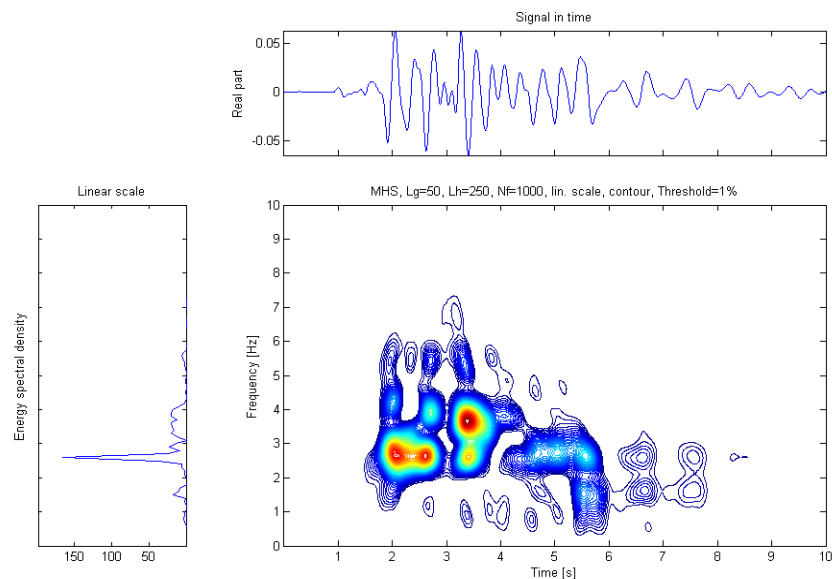 Signal in time
Real part
0.05
0
-0.05
Linear scale
Energy spectral density
150 100 50
MHS, Lg=50, Lh=250, Nf=1000, lin. scale, contour, Threshold=1%
Frequency [Hz]
10
9
8
7
6
5
4
3
2
1
0
1 2 3 4 5 6 7 8 9 10
Time [s]